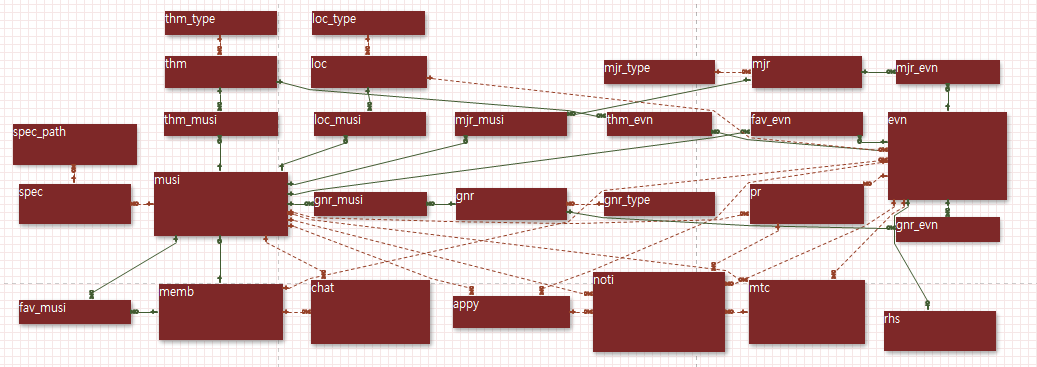 thm_type
loc_type
thm
loc
mjr_type
mjr
mjr_evn
thm_musi
loc_musi
mjr_musi
thm_evn
fav_evn
evn
spec_path
musi
spec
gnr_musi
gnr
gnr_type
pr
gnr_evn
memb
chat
noti
mtc
appy
fav_musi
rhs